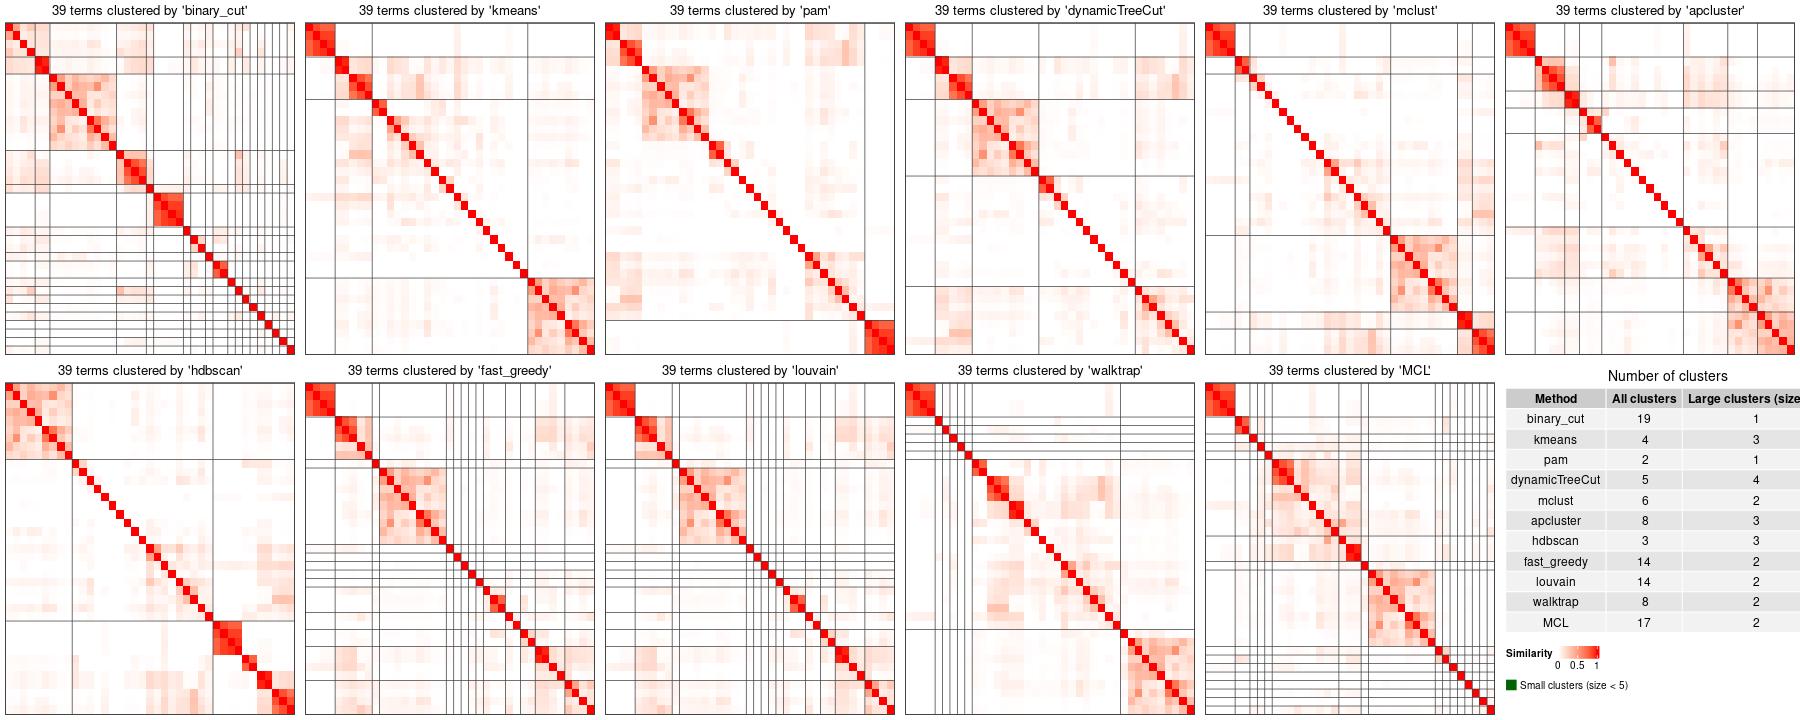 39 terms clustered by 'binary_cut'
39 terms clustered by 'kmeans'
39 terms clustered by 'pam'
39 terms clustered by 'dynamicTreeCut'
39 terms clustered by 'mclust'
39 terms clustered by 'apcluster'
39 terms clustered by 'hdbscan'
39 terms clustered by 'fast_greedy'
39 terms clustered by 'louvain'
39 terms clustered by 'walktrap'
39 terms clustered by 'MCL'
Number of clusters
Method All clusters Large clusters (size
binary_cut 19 1
kmeans 4 3
pam 2 1
dynamicTreeCut 5 4
mclust 6 2
apcluster 8 3
hdbscan 3 3
fast_greedy 14 2
louvain 14 2
walktrap 8 2
MCL 17 2
Similarity
0 0.5 1
Small clusters (size < 5)